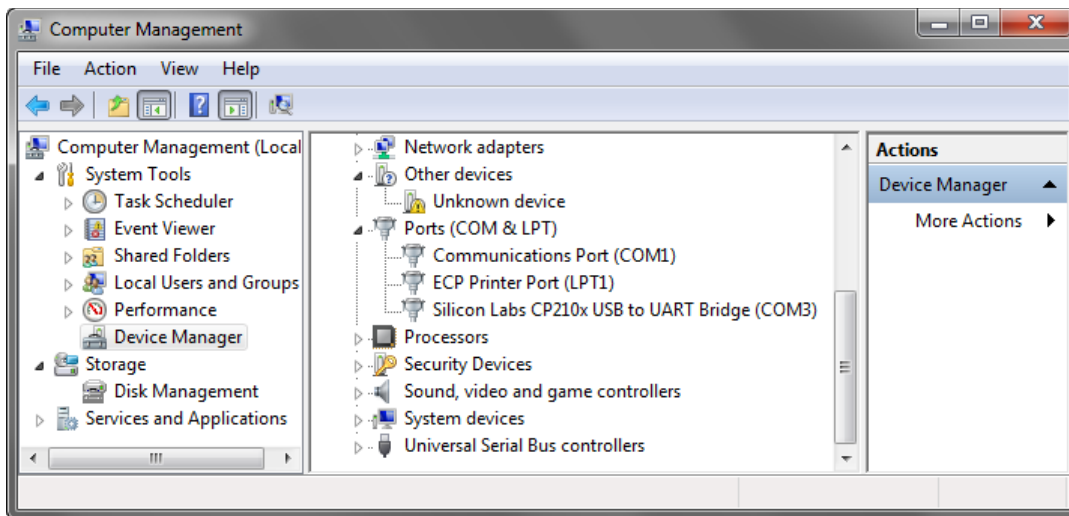 Computer Management
File Action View Help
Computer Management (Local
System Tools
Task Scheduler
Event Viewer
Shared Folders
Local Users and Groups
Performance
Device Manager
Storage
Disk Management
Services and Applications
Network adapters
Other devices
Unknown device
Ports (COM & LPT)
Communications Port (COM1)
ECP Printer Port (LPT1)
Silicon Labs CP210x USB to UART Bridge (COM3)
Processors
Security Devices
Sound, video and game controllers
System devices
Universal Serial Bus controllers
Actions
Device Manager
More Actions